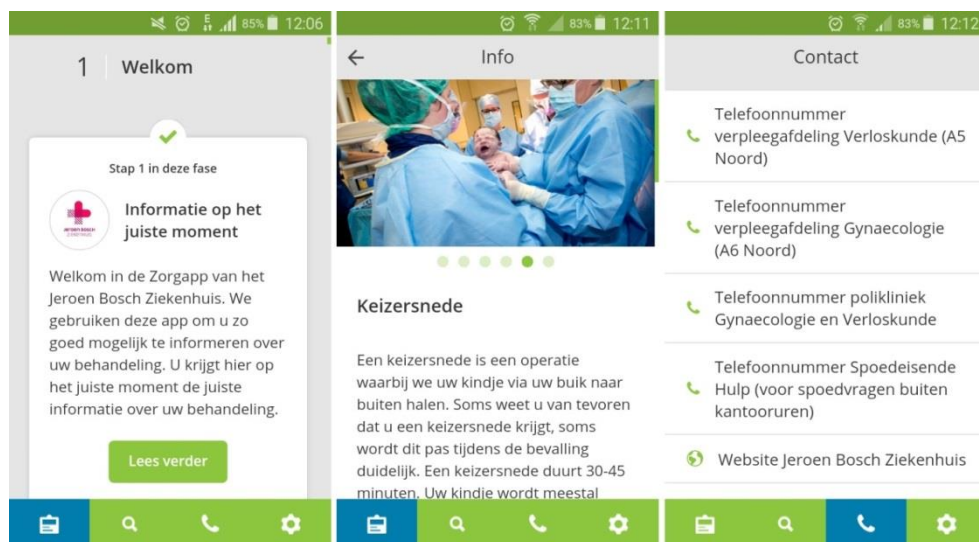 E 85% 12:06
1 Welkom
Stap 1 in deze fase
JEROEN BOSCH
ZIEKENHUIS
Informatie op het
juiste moment
Welkom in de Zorgapp van het
Jeroen Bosch Ziekenhuis. We
gebruiken deze app om u zo
goed mogelijk te informeren over
uw behandeling. U krijgt hier op
het juiste moment de juiste
informatie over uw behandeling.
Lees verder
83% 12:11
Info
Keizersnede
Een keizersnede is een operatie
waarbij we uw kindje via uw buik naar
buiten halen. Soms weet u van tevoren
dat u een keizersnede krijgt, soms
wordt dit pas tijdens de bevalling
duidelijk. Een keizersnede duurt 30-45
minuten. Uw kindje wordt meestal
83% 12:12
Contact
Telefoonnummer
verpleegafdeling Verloskunde (A5
Noord)
Telefoonnummer
verpleegafdeling Gynaecologie
(A6 Noord)
Telefoonnummer polikliniek
Gynaecologie en Verloskunde
Telefoonnummer Spoedeisende
Hulp (voor spoedvragen buiten
kantooruren)
Website Jeroen Bosch Ziekenhuis